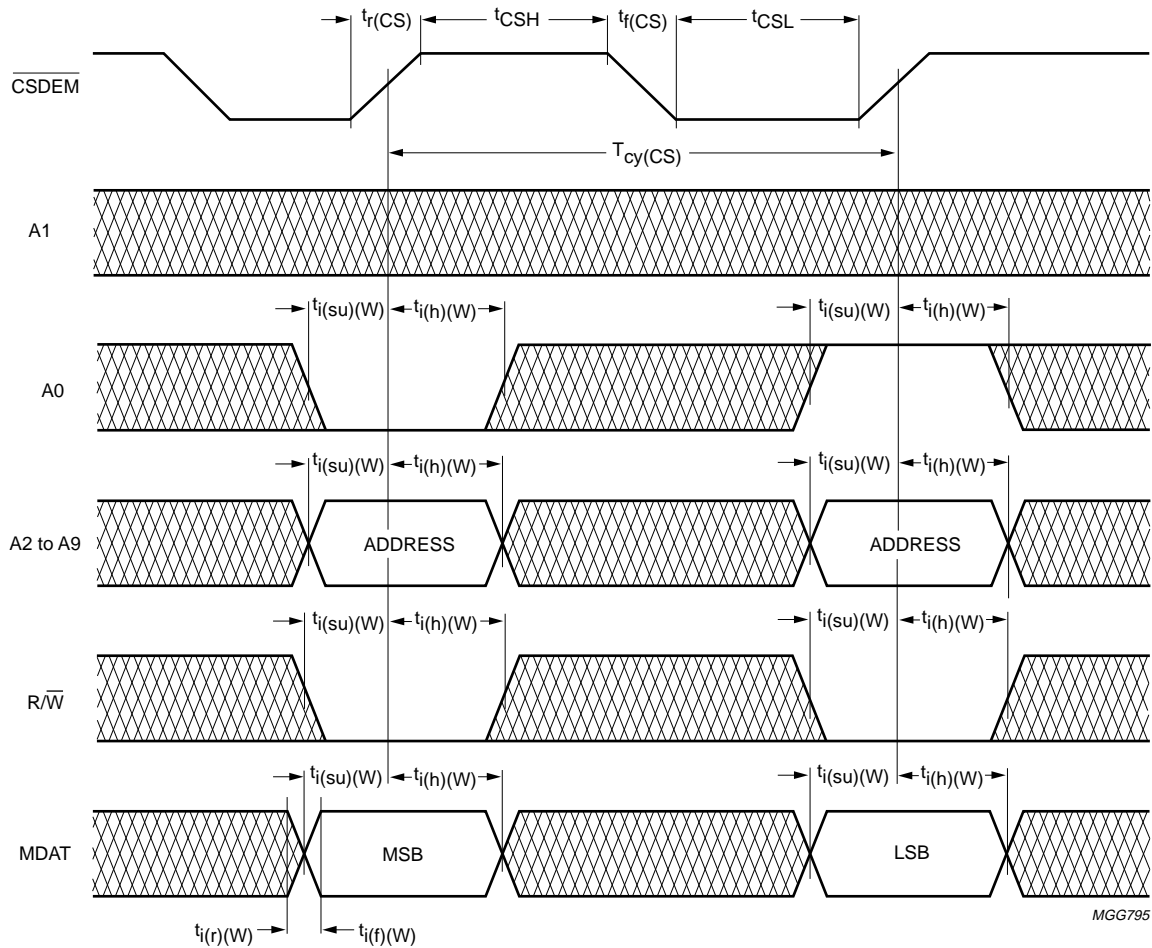 tr(CS) tCSH tf(CS) tCSL
CSDEM
Tcy(CS)
A1
ti(su)(W) ti(h)(W) ti(su)(W) ti(h)(W)
A0
ti(su)(W) ti(h)(W) ti(su)(W) ti(h)(W)
A2 to A9 ADDRESS ADDRESS
ti(su)(W) ti(h)(W) ti(su)(W) ti(h)(W)
R/W
ti(su)(W) ti(h)(W) ti(su)(W) ti(h)(W)
MDAT MSB LSB
MGG795
ti(r)(W) ti(f)(W)